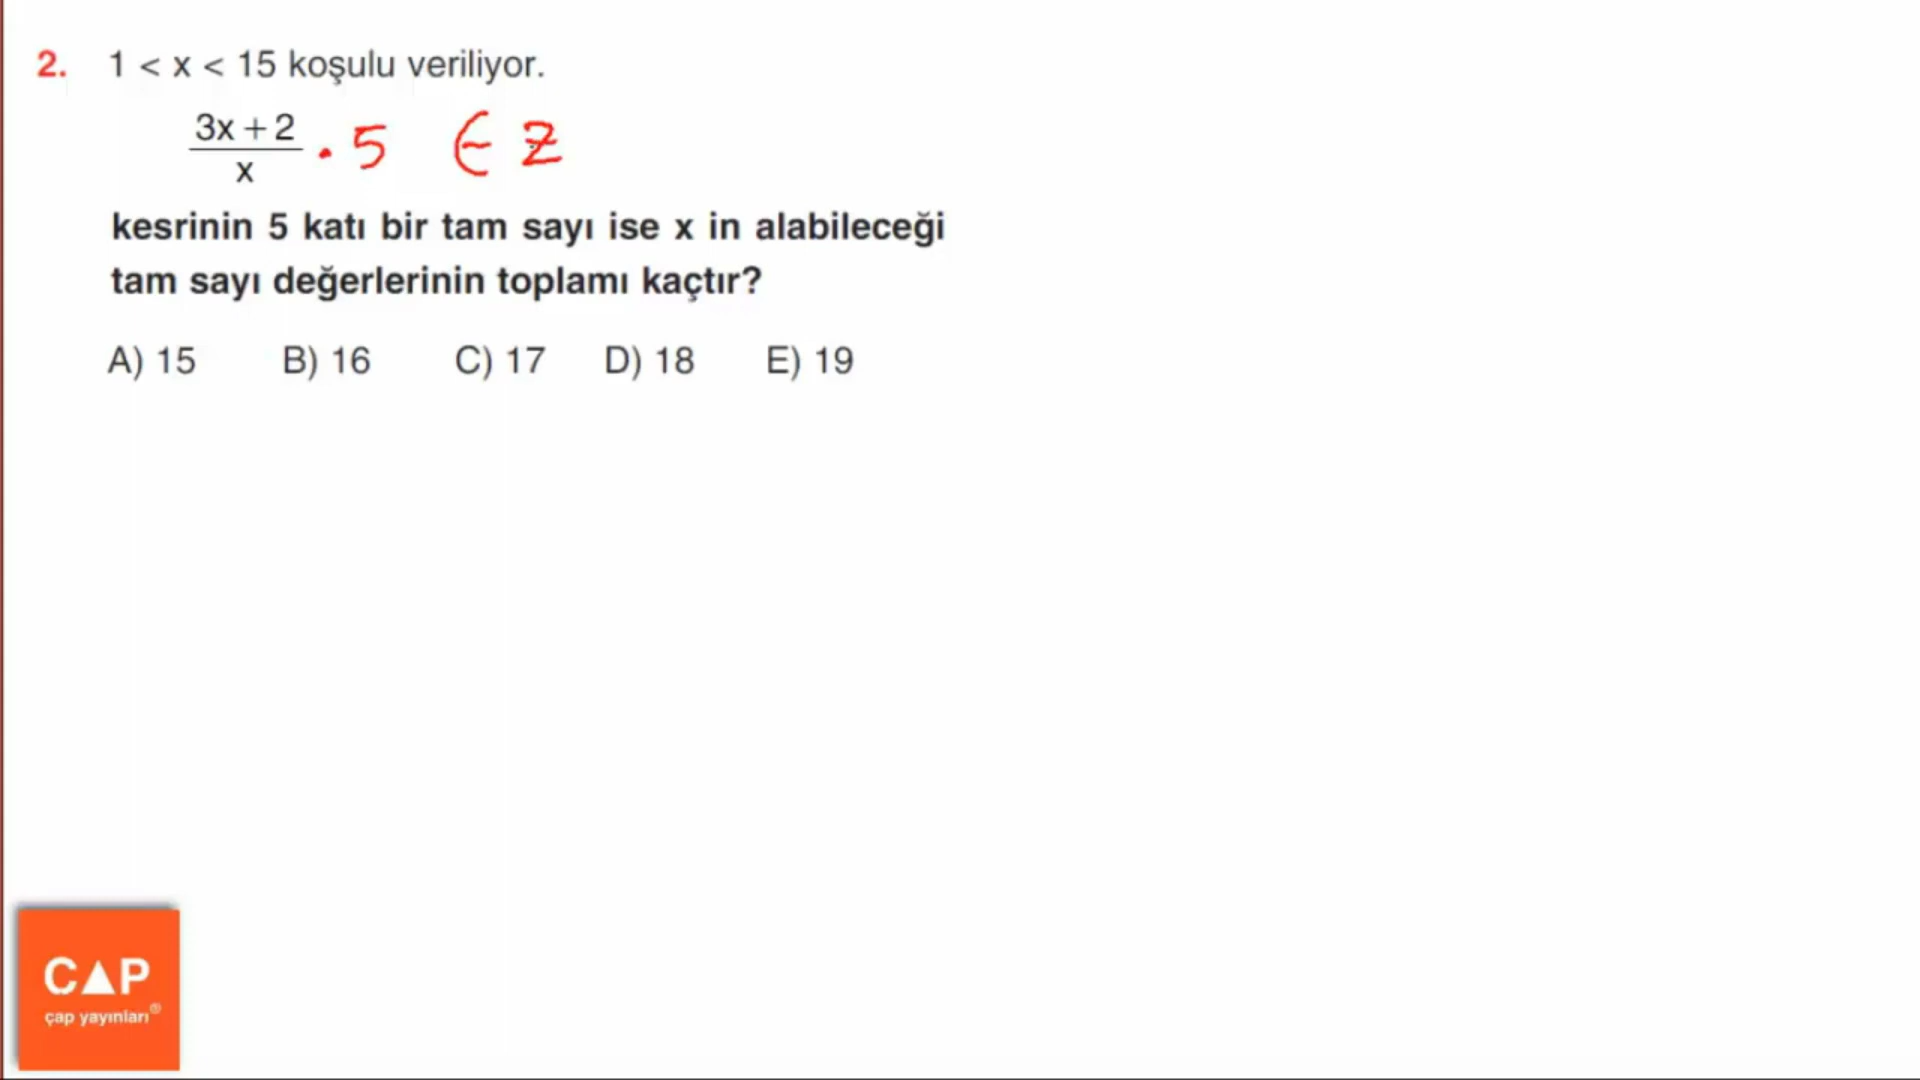 2. 1 < x < 15 koşulu veriliyor.
3x + 2
x
. 5 ∈ Z
kesrinin 5 katı bir tam sayı ise x in alabileceği
tam sayı değerlerinin toplamı kaçtır?
A) 15 B) 16 C) 17 D) 18 E) 19
CAP
çap yayınları®